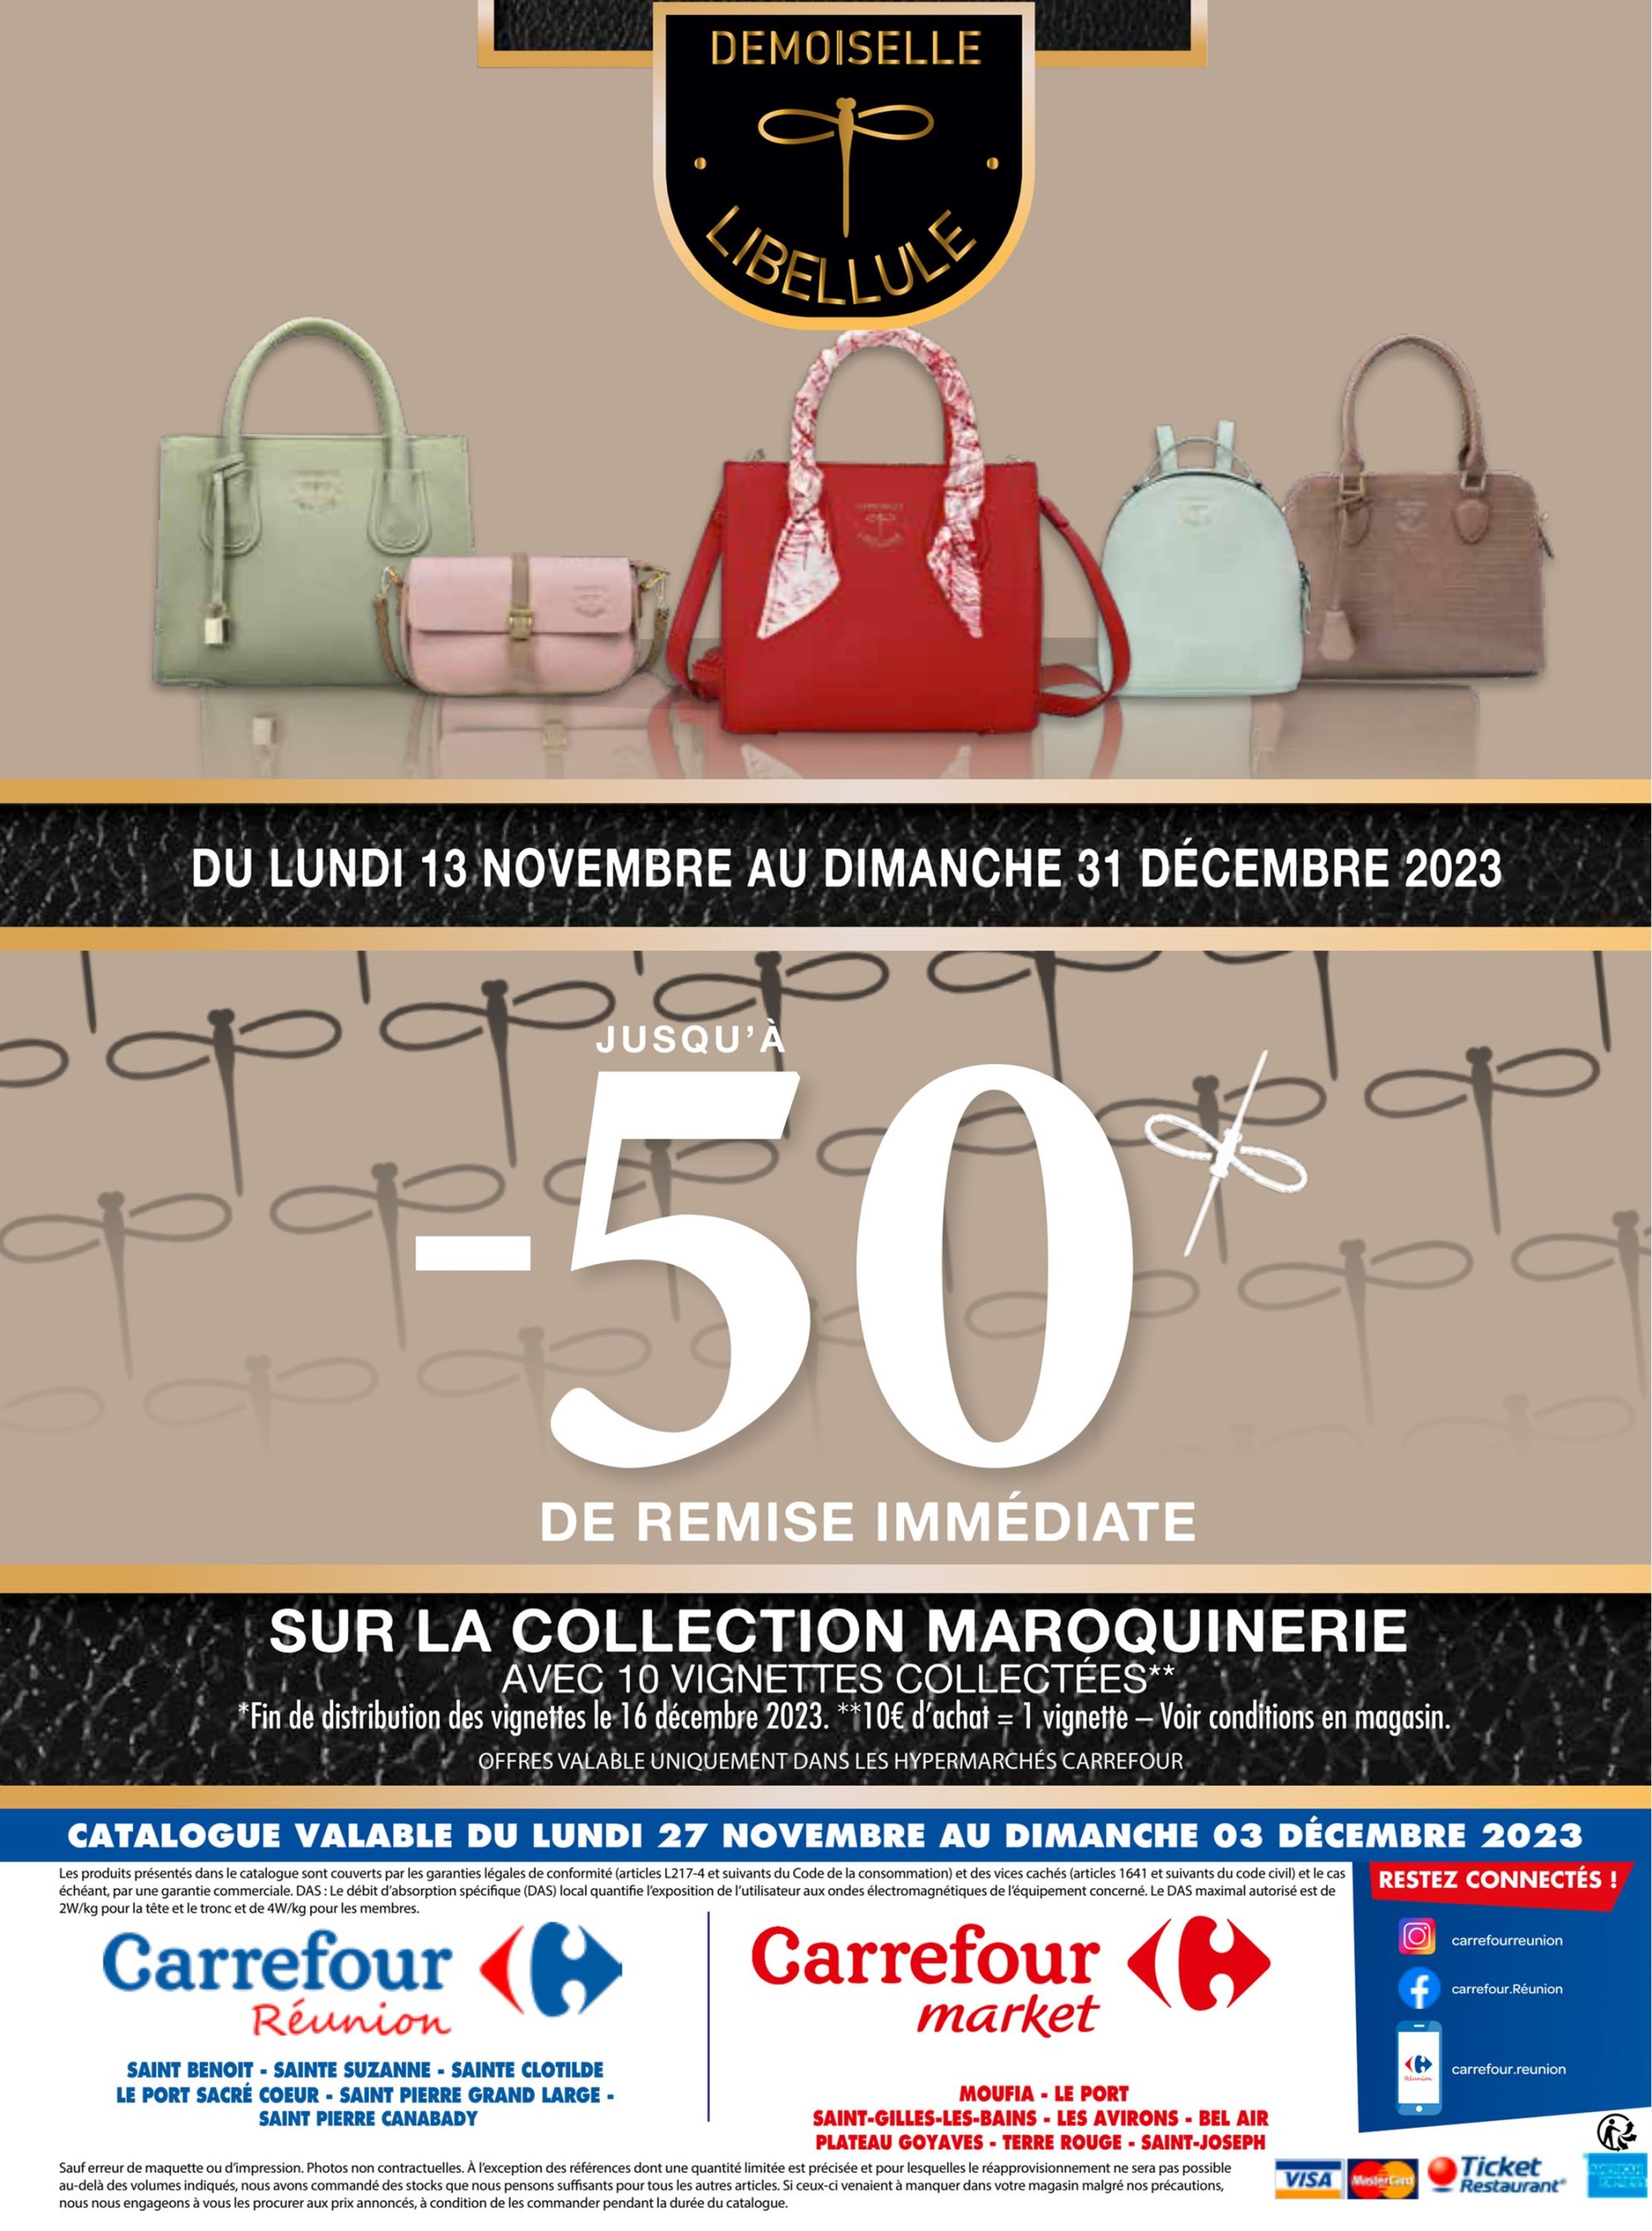 DEMOISELLE
LIBELLULE
DU LUNDI 13 NOVEMBRE AU DIMANCHE 31 DÉCEMBRE 2023
JUSQU'À
-50
DE REMISE IMMÉDIATE
SUR LA COLLECTION MAROQUINERIE
AVEC 10 VIGNETTES COLLECTÉES**
*Fin de distribution des vignettes le 16 décembre 2023. **10€ d'achat = 1 vignette – Voir conditions en magasin.
OFFRES VALABLE UNIQUEMENT DANS LES HYPERMARCHÉS CARREFOUR
CATALOGUE VALABLE DU LUNDI 27 NOVEMBRE AU DIMANCHE 03 DÉCEMBRE 2023
Les produits présentés dans le catalogue sont couverts par les garanties légales de conformité (articles L217-4 et suivants du Code de la consommation) et des vices cachés (articles 1641 et suivants du code civil) et le cas
échéant, par une garantie commerciale. DAS : Le débit d'absorption spécifique (DAS) local quantifie l'exposition de l'utilisateur aux ondes électromagnétiques de l'équipement concerné. Le DAS maximal autorisé est de
2W/kg pour la tête et le tronc et de 4W/kg pour les membres.
Carrefour
Réunion
SAINT BENOIT - SAINTE SUZANNE - SAINTE CLOTILDE
LE PORT SACRÉ COEUR - SAINT PIERRE GRAND LARGE -
SAINT PIERRE CANABADY
Carrefour
market
MOUFIA - LE PORT
SAINT-GILLES-LES-BAINS - LES AVIRONS - BEL AIR
PLATEAU GOYAVES - TERRE ROUGE - SAINT-JOSEPH
RESTEZ CONNECTÉS !
carrefourreunion
carrefour.Réunion
Réunion
carrefour.reunion
Sauf erreur de maquette ou d'impression. Photos non contractuelles. À l'exception des références dont une quantité limitée est précisée et pour lesquelles le réapprovisionnement ne sera pas possible
au-delà des volumes indiqués, nous avons commandé des stocks que nous pensons suffisants pour tous les autres articles. Si ceux-ci venaient à manquer dans votre magasin malgré nos précautions,
nous nous engageons à vous les procurer aux prix annoncés, à condition de les commander pendant la durée du catalogue.
VISA
MasterCard
Ticket
Restaurant®